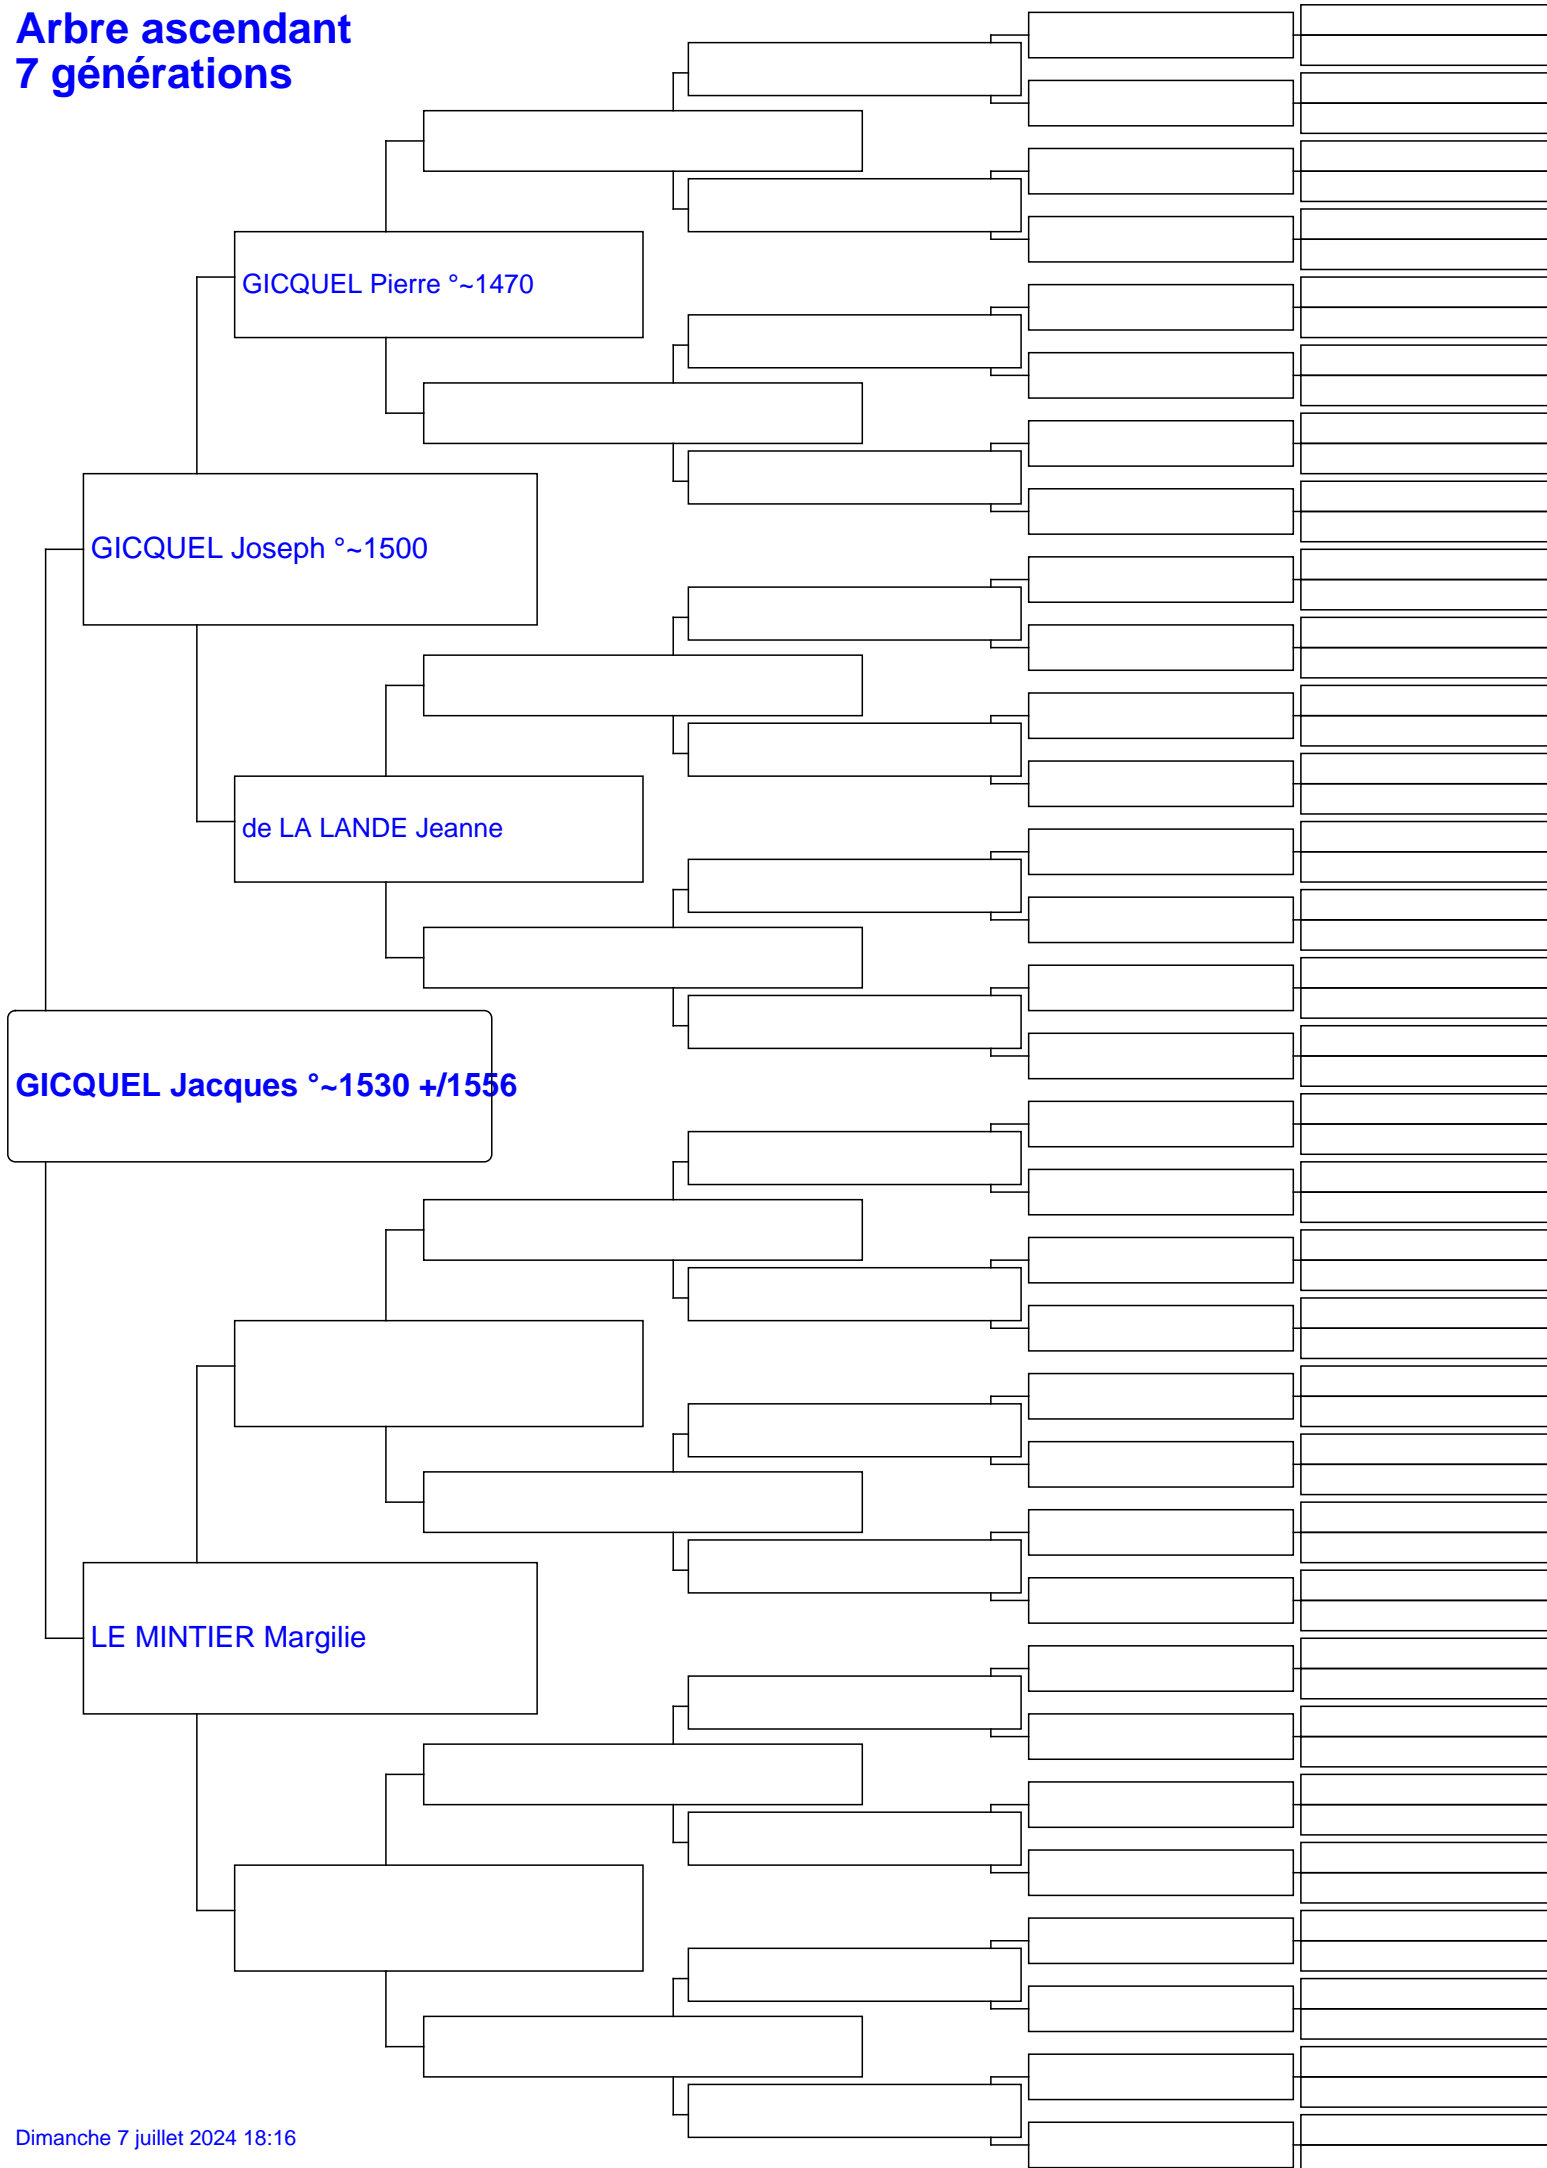 Arbre ascendant
7 générations
GICQUEL Pierre °~1470
GICQUEL Joseph °~1500
de LA LANDE Jeanne
GICQUEL Jacques °~1530 +/1556
LE MINTIER Margilie
Dimanche 7 juillet 2024 18:16